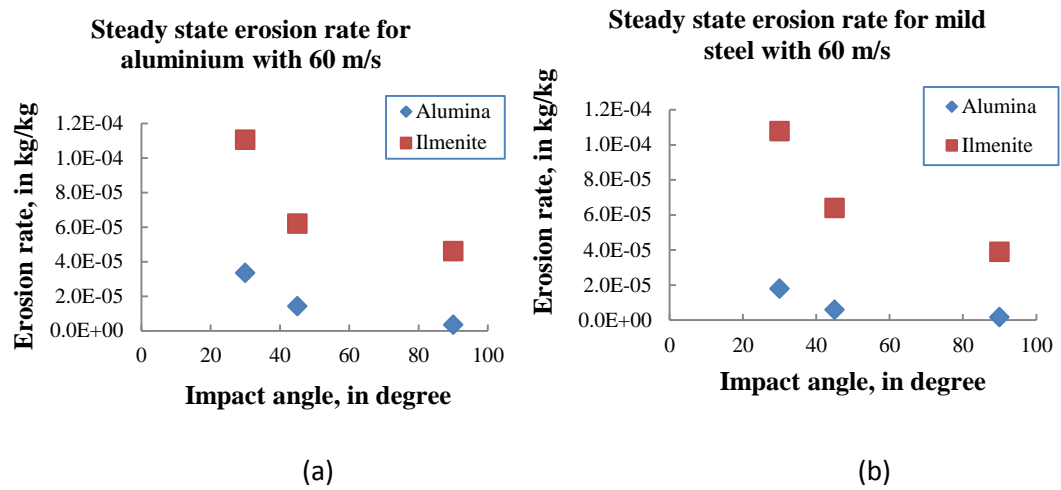 Steady state erosion rate for
aluminium with 60 m/s
Erosion rate, in kg/kg
Alumina
Ilmenite
1.2E-04
1.0E-04
8.0E-05
6.0E-05
4.0E-05
2.0E-05
0.0E+00
0 20 40 60 80 100
Impact angle, in degree
(a)
Steady state erosion rate for mild
steel with 60 m/s
Erosion rate, in kg/kg
Alumina
Ilmenite
1.2E-04
1.0E-04
8.0E-05
6.0E-05
4.0E-05
2.0E-05
0.0E+00
0 20 40 60 80 100
Impact angle, in degree
(b)